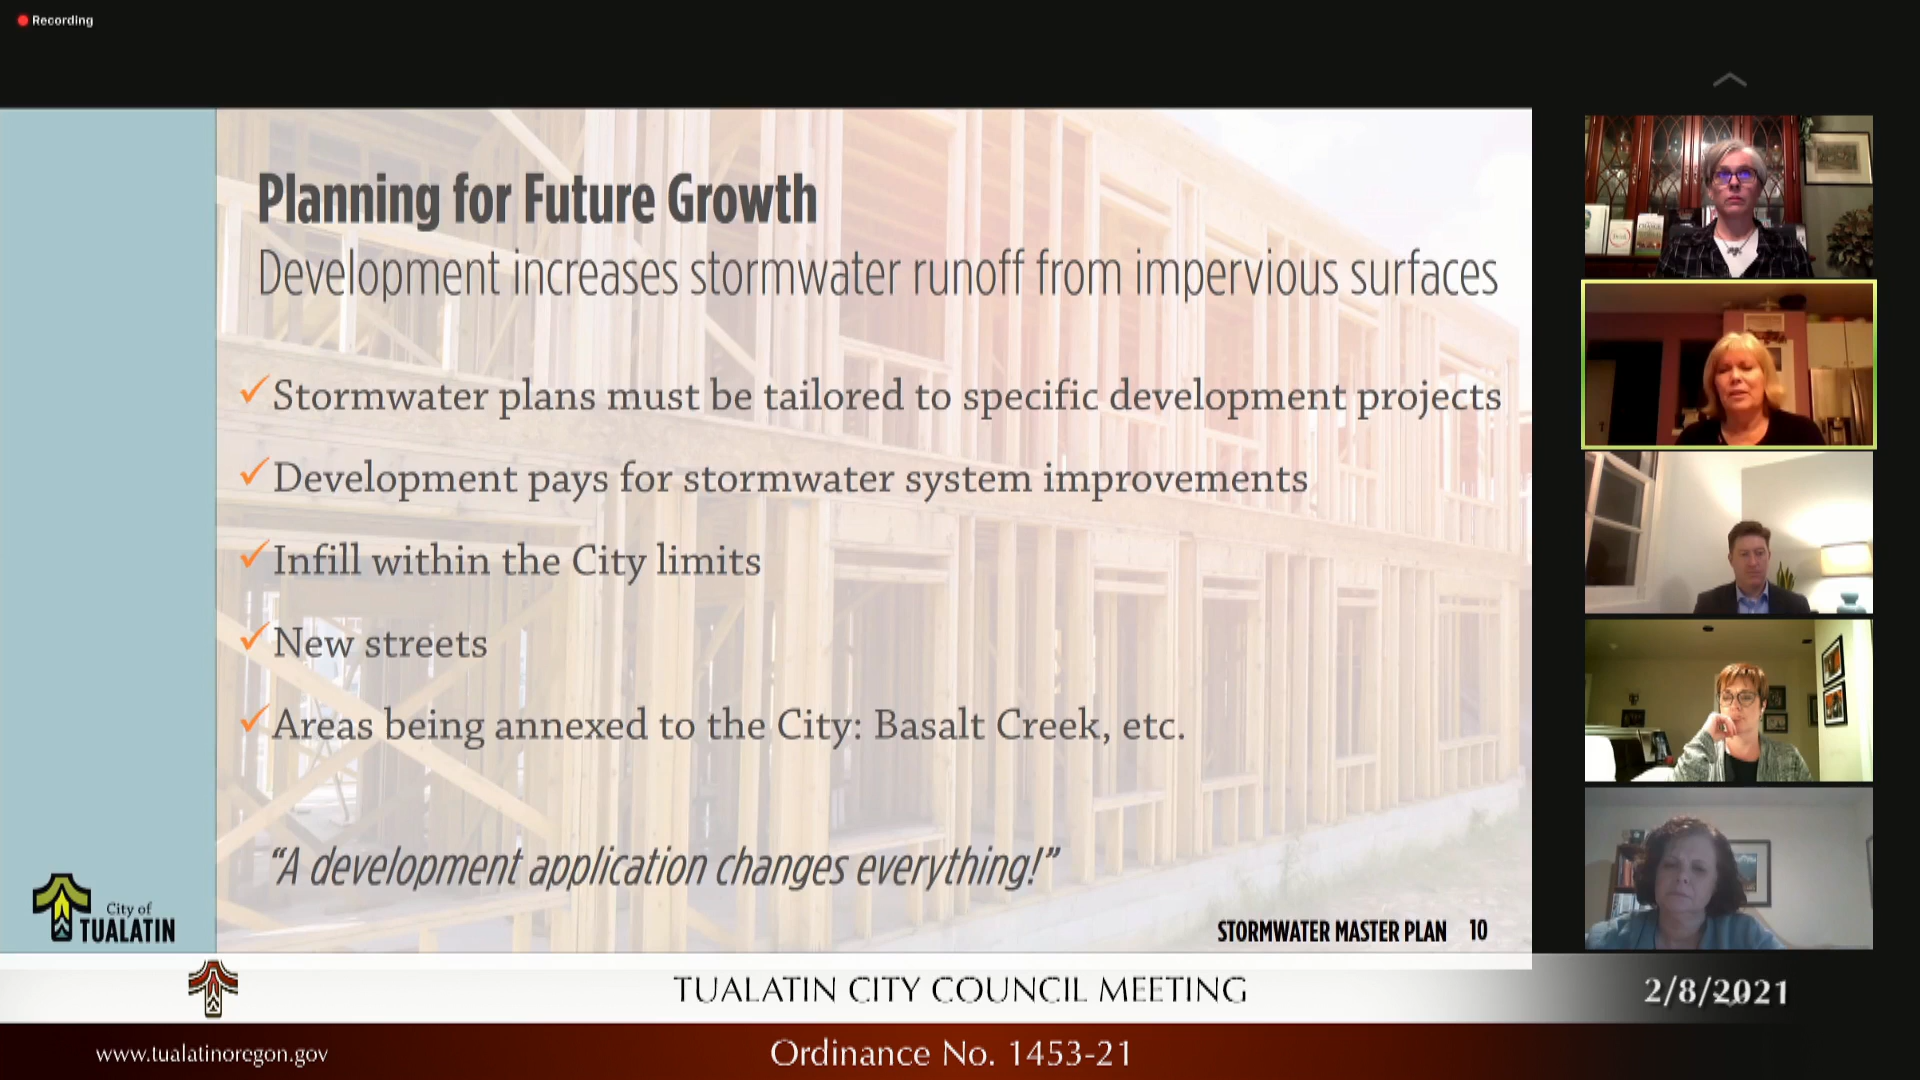 Recording
Planning for Future Growth
Development increases stormwater runoff from impervious surfaces
Stormwater plans must be tailored to specific development projects
Development pays for stormwater system improvements
Infill within the City limits
New streets
Areas being annexed to the City: Basalt Creek, etc.
“A development application changes everything!”
City of
TUALATIN
STORMWATER MASTER PLAN 10
TUALATIN CITY COUNCIL MEETING
2/8/2021
www.tualatinoregon.gov
Ordinance No. 1453-21